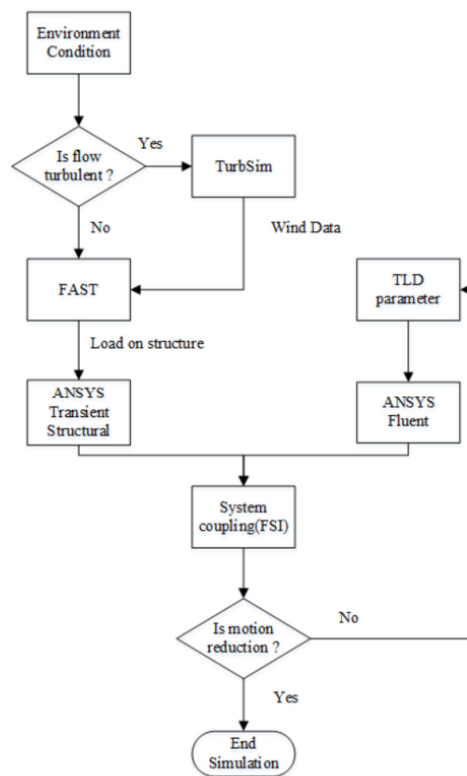 Environment
Condition
Is flow
turbulent ?
Yes
TurbSim
No
Wind Data
FAST
TLD
parameter
Load on structure
ANSYS
Transient
Structural
ANSYS
Fluent
System
coupling(FSI)
Is motion
reduction ?
No
Yes
End
Simulation